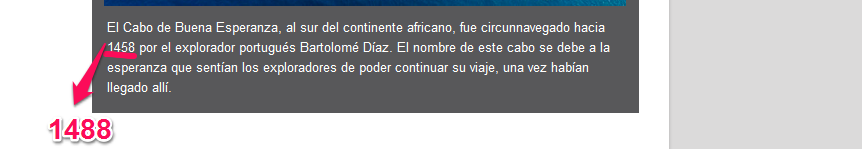 El Cabo de Buena Esperanza, al sur del continente africano, fue circunnavegado hacia
1458 por el explorador portugués Bartolomé Díaz. El nombre de este cabo se debe a la
esperanza que sentían los exploradores de poder continuar su viaje, una vez habían
llegado allí.
1488